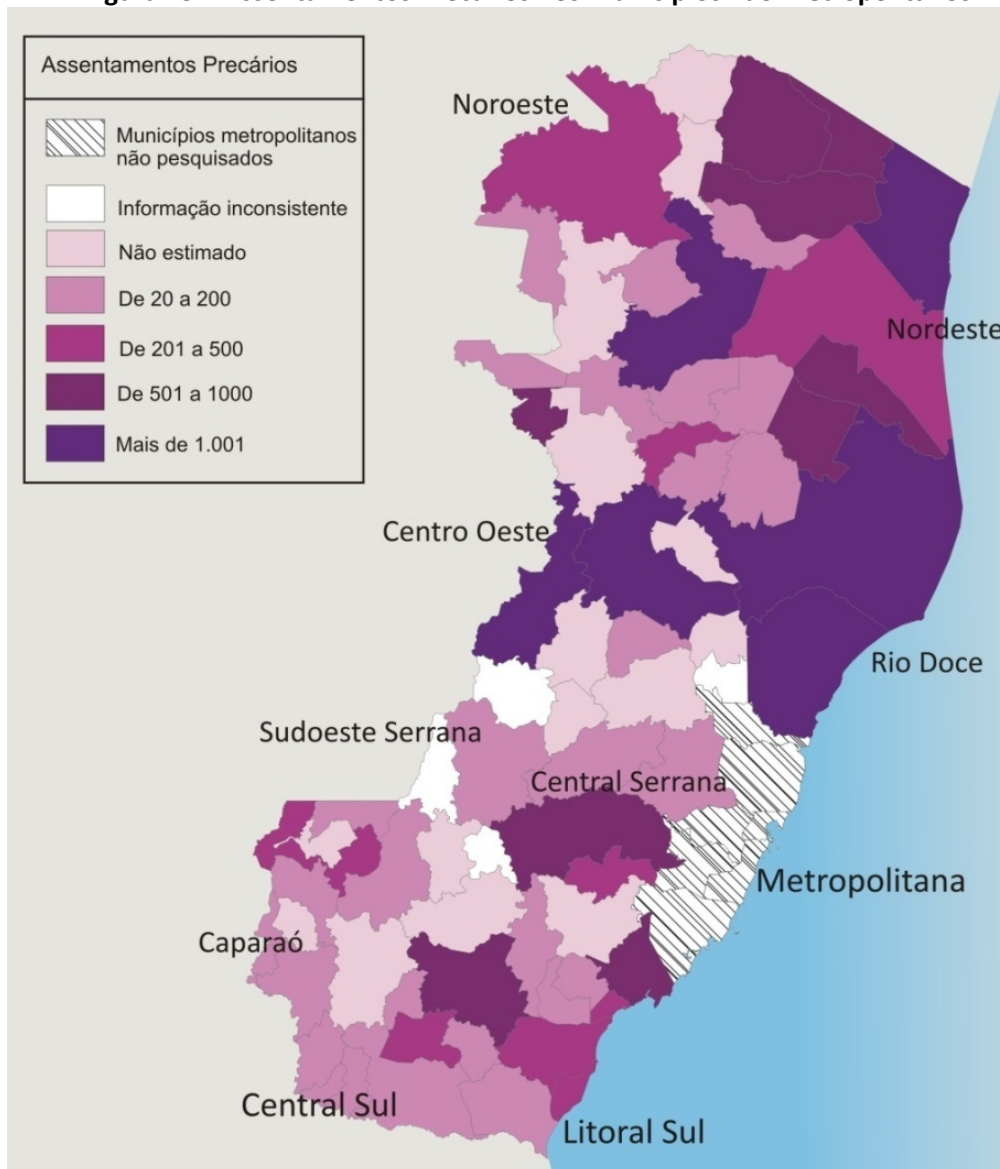 Assentamentos Precários
Municípios metropolitanos
não pesquisados
Informação inconsistente
Não estimado
De 20 a 200
De 201 a 500
De 501 a 1000
Mais de 1.001
Noroeste
Nordeste
Centro Oeste
Rio Doce
Sudoeste Serrana
Central Serrana
Metropolitana
Caparaó
Central Sul
Litoral Sul